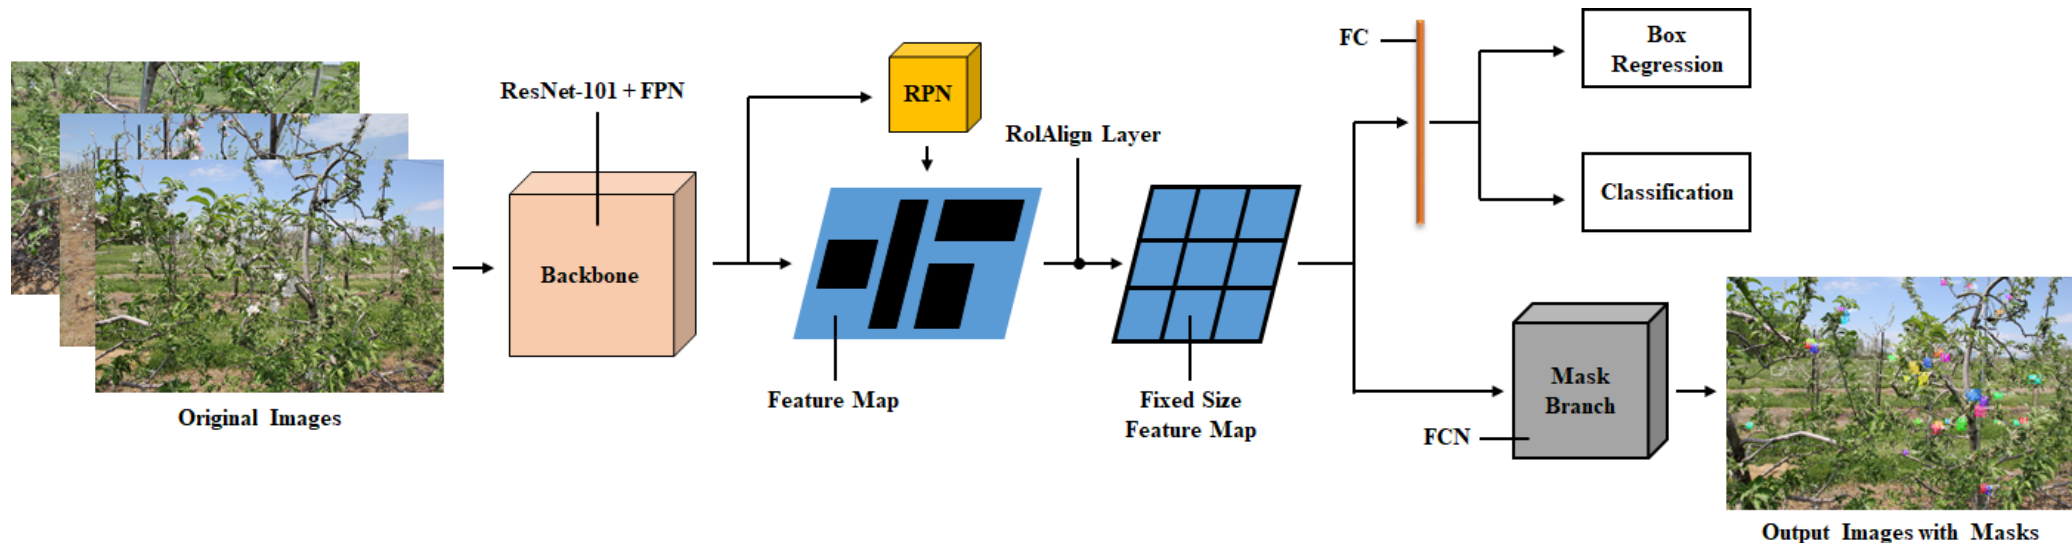 Original Images
ResNet-101 + FPN
Backbone
RPN
Feature Map
RolAlign Layer
Fixed Size
Feature Map
FC
Box
Regression
Classification
Mask
Branch
FCN
Output Images with Masks